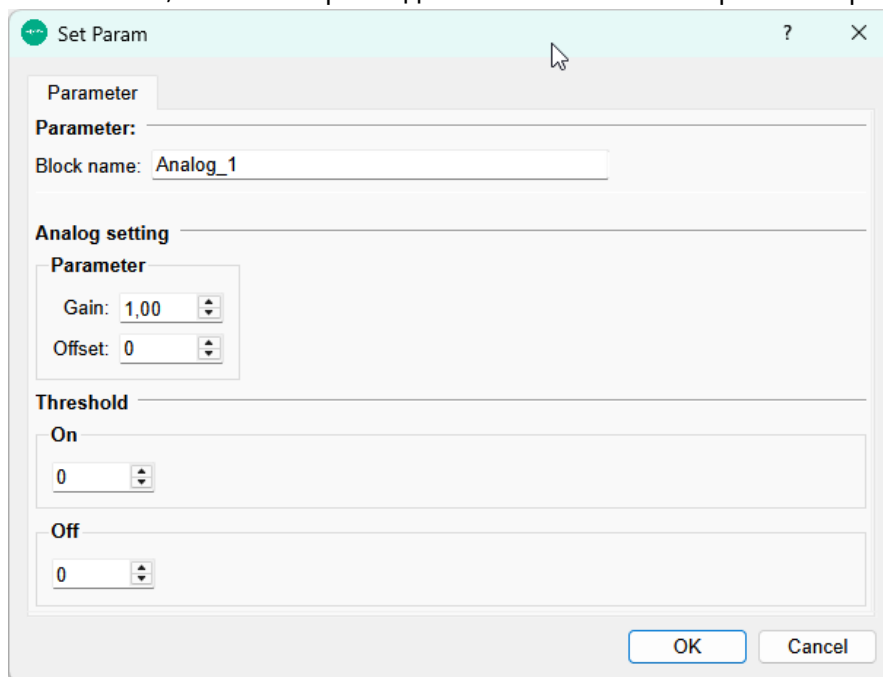 Set Param ?
Parameter
Parameter:
Block name: Analog_1
Analog setting
Parameter
Gain: 1,00
Offset: 0
Threshold
On
0
Off
0
OK Cancel